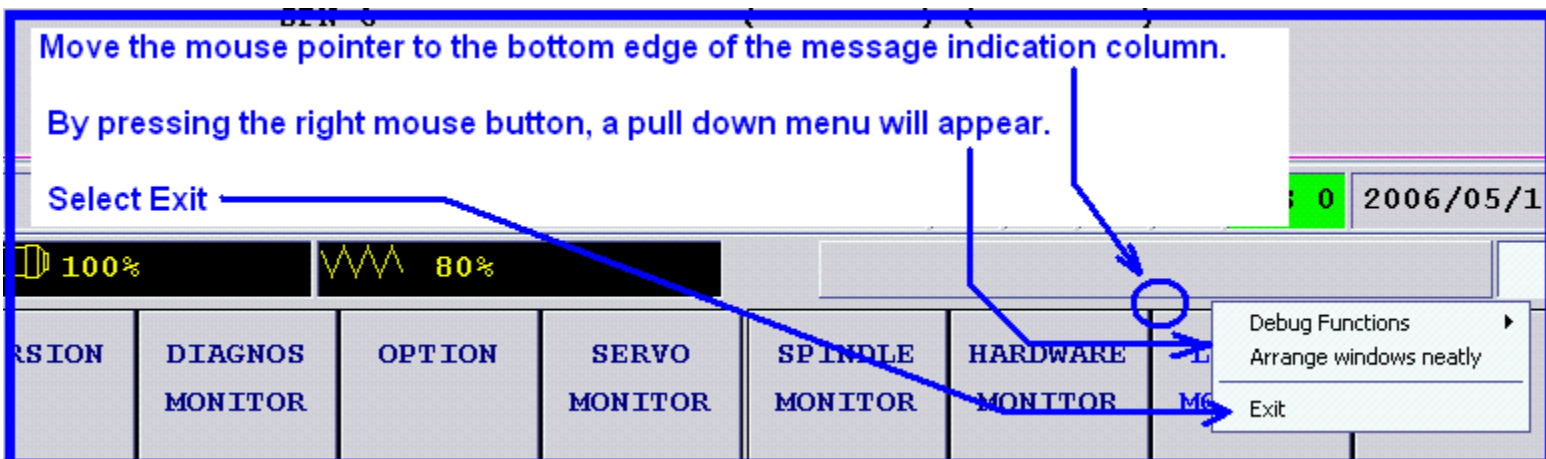 Move the mouse pointer to the bottom edge of the message indication column.
By pressing the right mouse button, a pull down menu will appear.
Select Exit
0 2006/05/1
100% 80%
Debug Functions
Arrange windows neatly
Exit
RSION DIAGNOS OPTION SERVO SPINDLE HARDWARE
MONITOR MONITOR MONITOR MONITOR